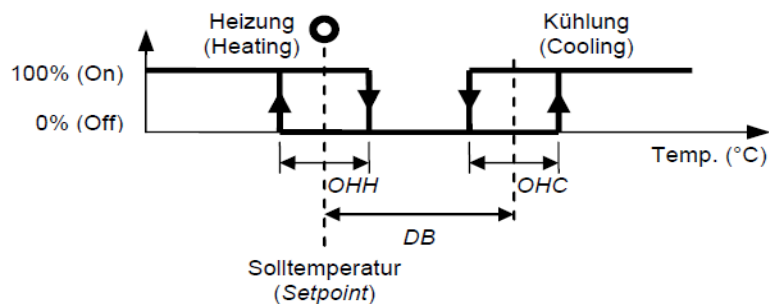 Heizung
(Heating)
Kühlung
(Cooling)
100% (On)
0% (Off)
Temp. (°C)
OHH
OHC
DB
Solltemperatur
(Setpoint)